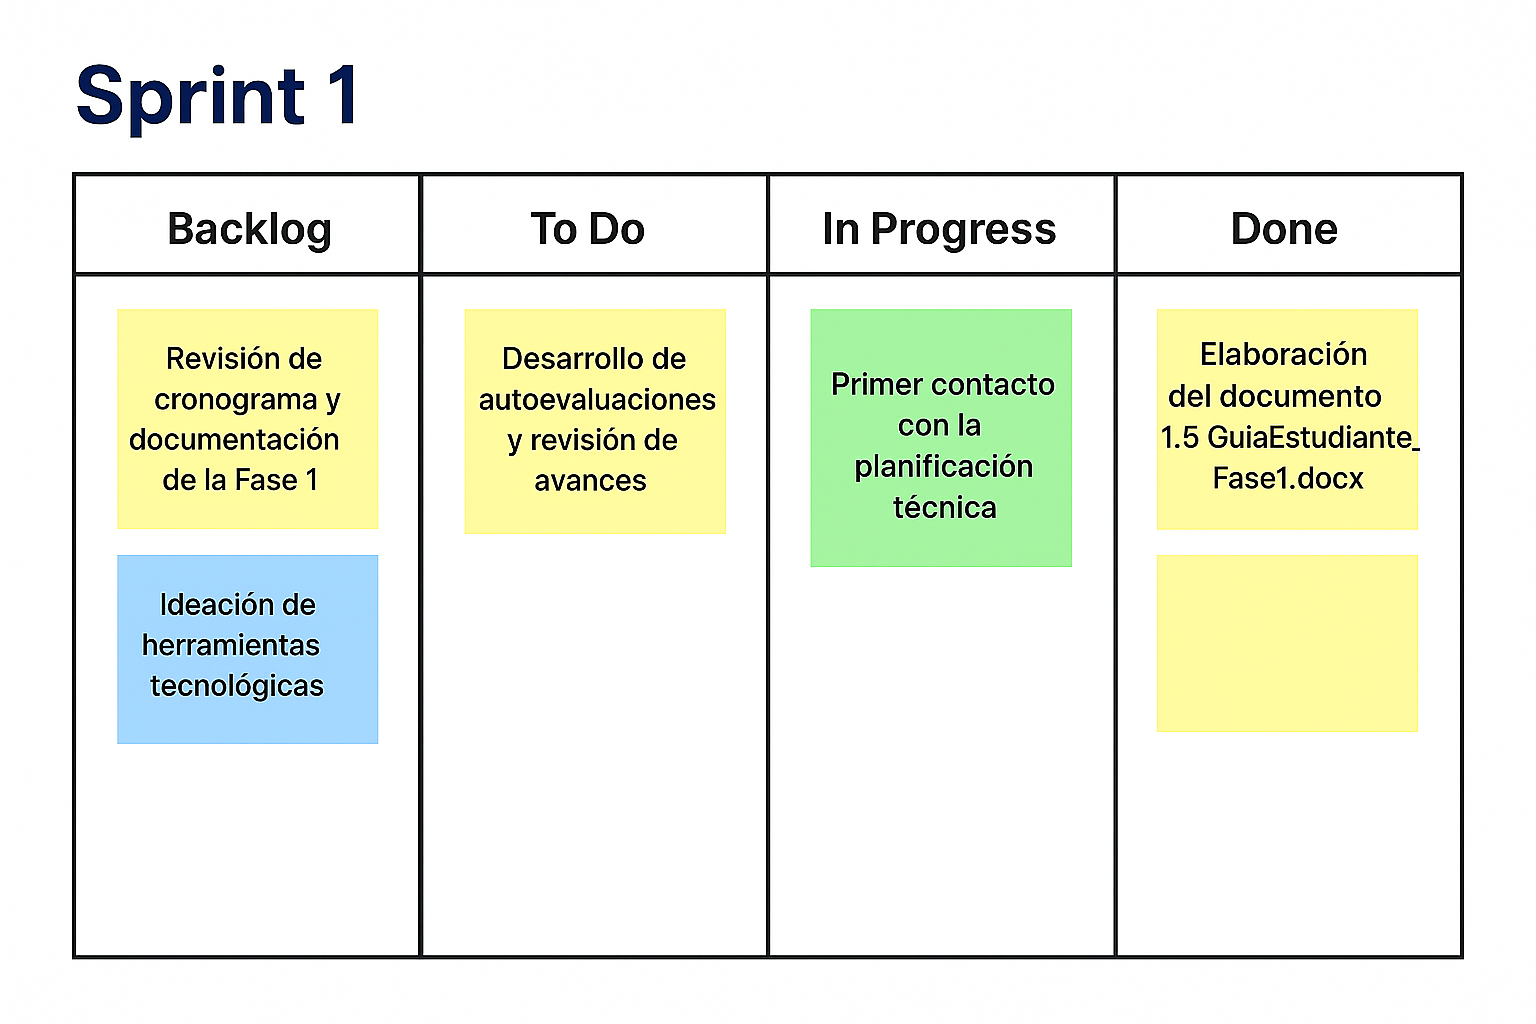 Sprint 1
Backlog
To Do
In Progress
Done
Revisión de
cronograma y
documentación
de la Fase 1
Ideación de
herramientas
tecnológicas
Desarrollo de
autoevaluaciones
y revisión de
avances
Primer contacto
con la
planificación
técnica
Elaboración
del documento
1.5 GuiaEstudiante_
Fase1.docx